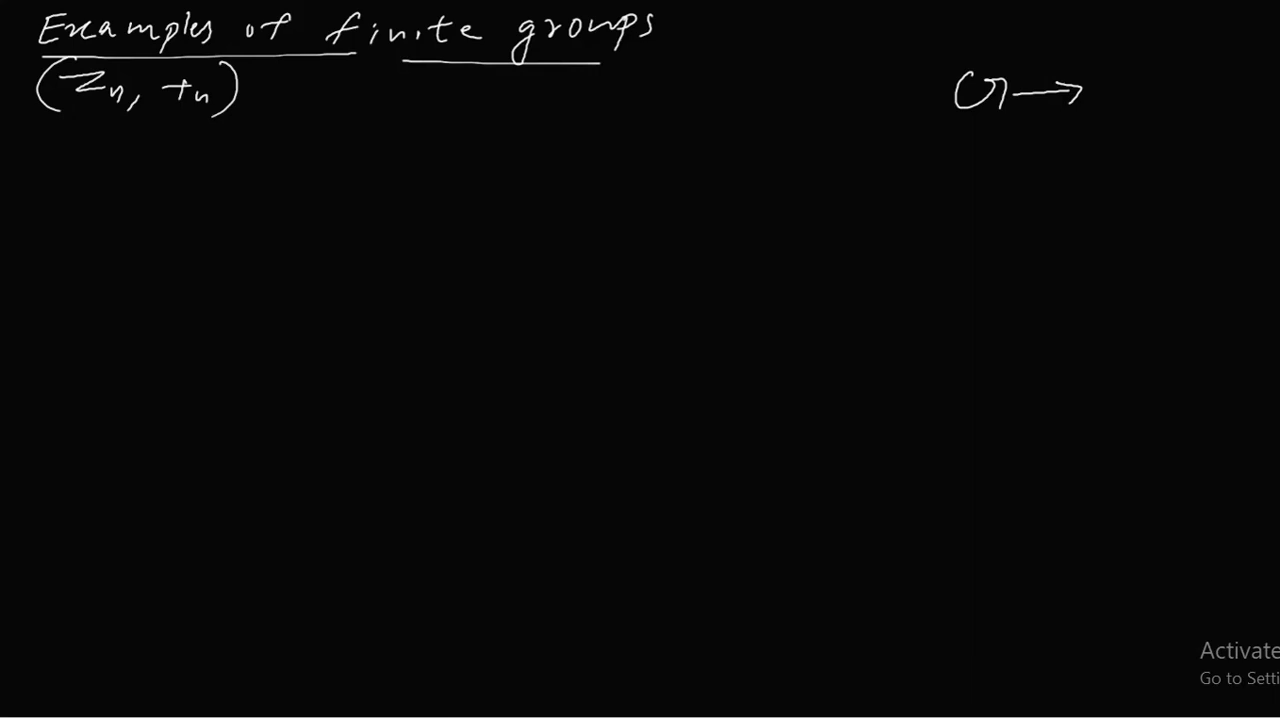 Examples of finite groups
(Zn, +n)
G →
Activate
Go to Setti